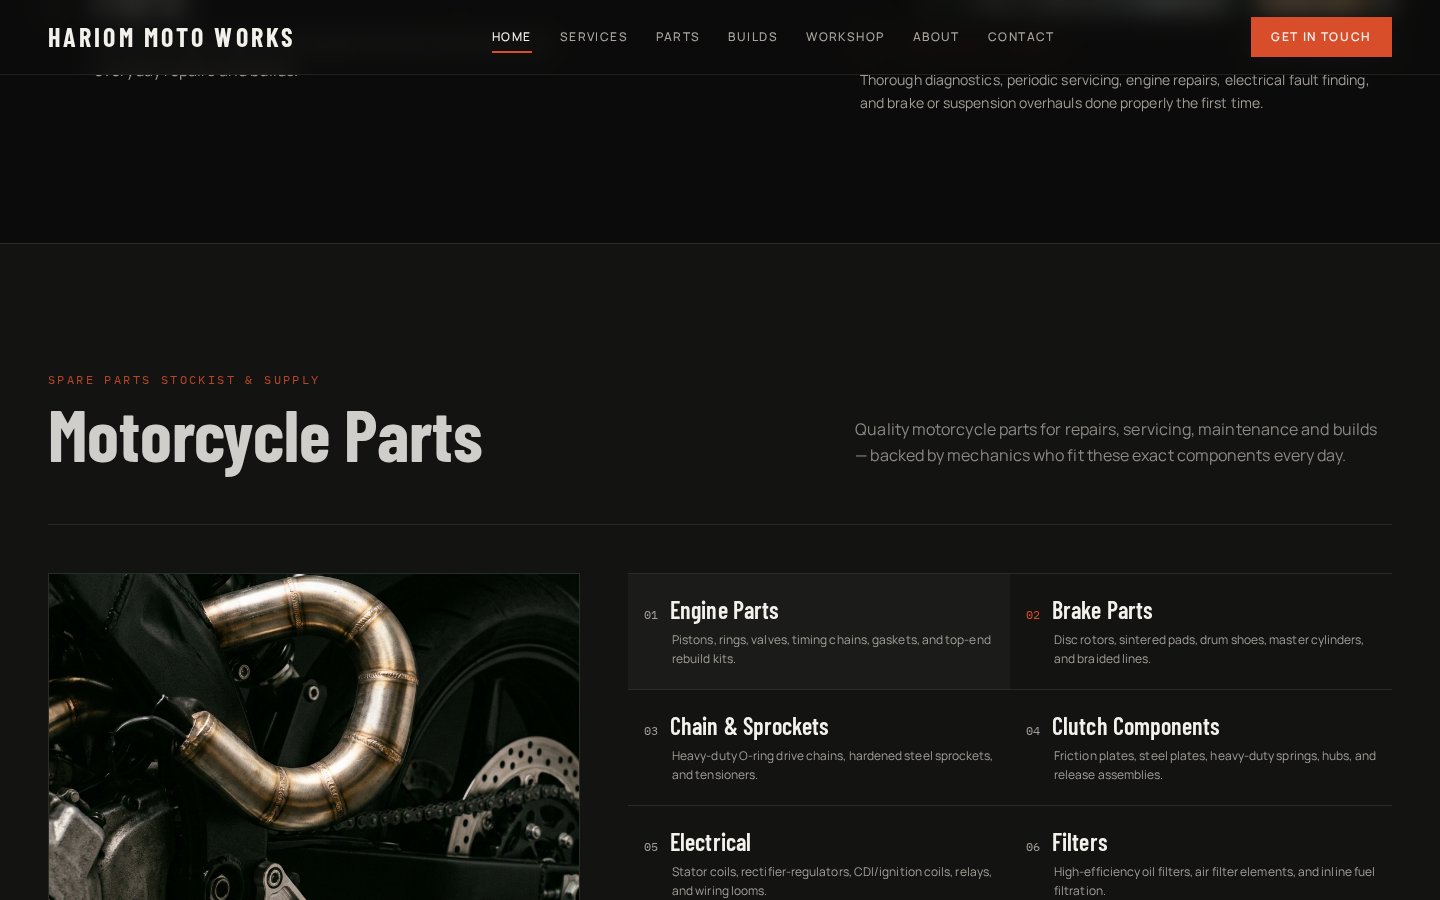 HARIOM MOTO WORKS
HOME SERVICES PARTS BUILDS WORKSHOP ABOUT CONTACT
GET IN TOUCH
everyday repairs and builds.
Thorough diagnostics, periodic servicing, engine repairs, electrical fault finding,
and brake or suspension overhauls done properly the first time.
SPARE PARTS STOCKIST & SUPPLY
Motorcycle Parts
Quality motorcycle parts for repairs, servicing, maintenance and builds
— backed by mechanics who fit these exact components every day.
01 Engine Parts
Pistons, rings, valves, timing chains, gaskets, and top-end
rebuild kits.
02 Brake Parts
Disc rotors, sintered pads, drum shoes, master cylinders,
and braided lines.
03 Chain & Sprockets
Heavy-duty O-ring drive chains, hardened steel sprockets,
and tensioners.
04 Clutch Components
Friction plates, steel plates, heavy-duty springs, hubs, and
release assemblies.
05 Electrical
Stator coils, rectifier-regulators, CDI/ignition coils, relays,
and wiring looms.
06 Filters
High-efficiency oil filters, air filter elements, and inline fuel
filtration.